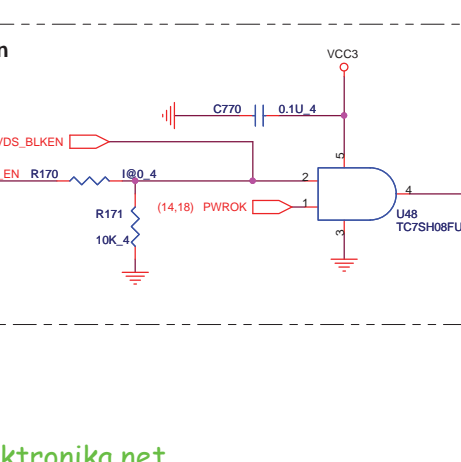 n
VCC3
C770 0.1U_4
/DS_BLKEN
5
_EN R170 I@0_4
2
4
(14,18) PWROK 1
R171
U48
TC7SH08FU
10K_4
3
ktronika.net